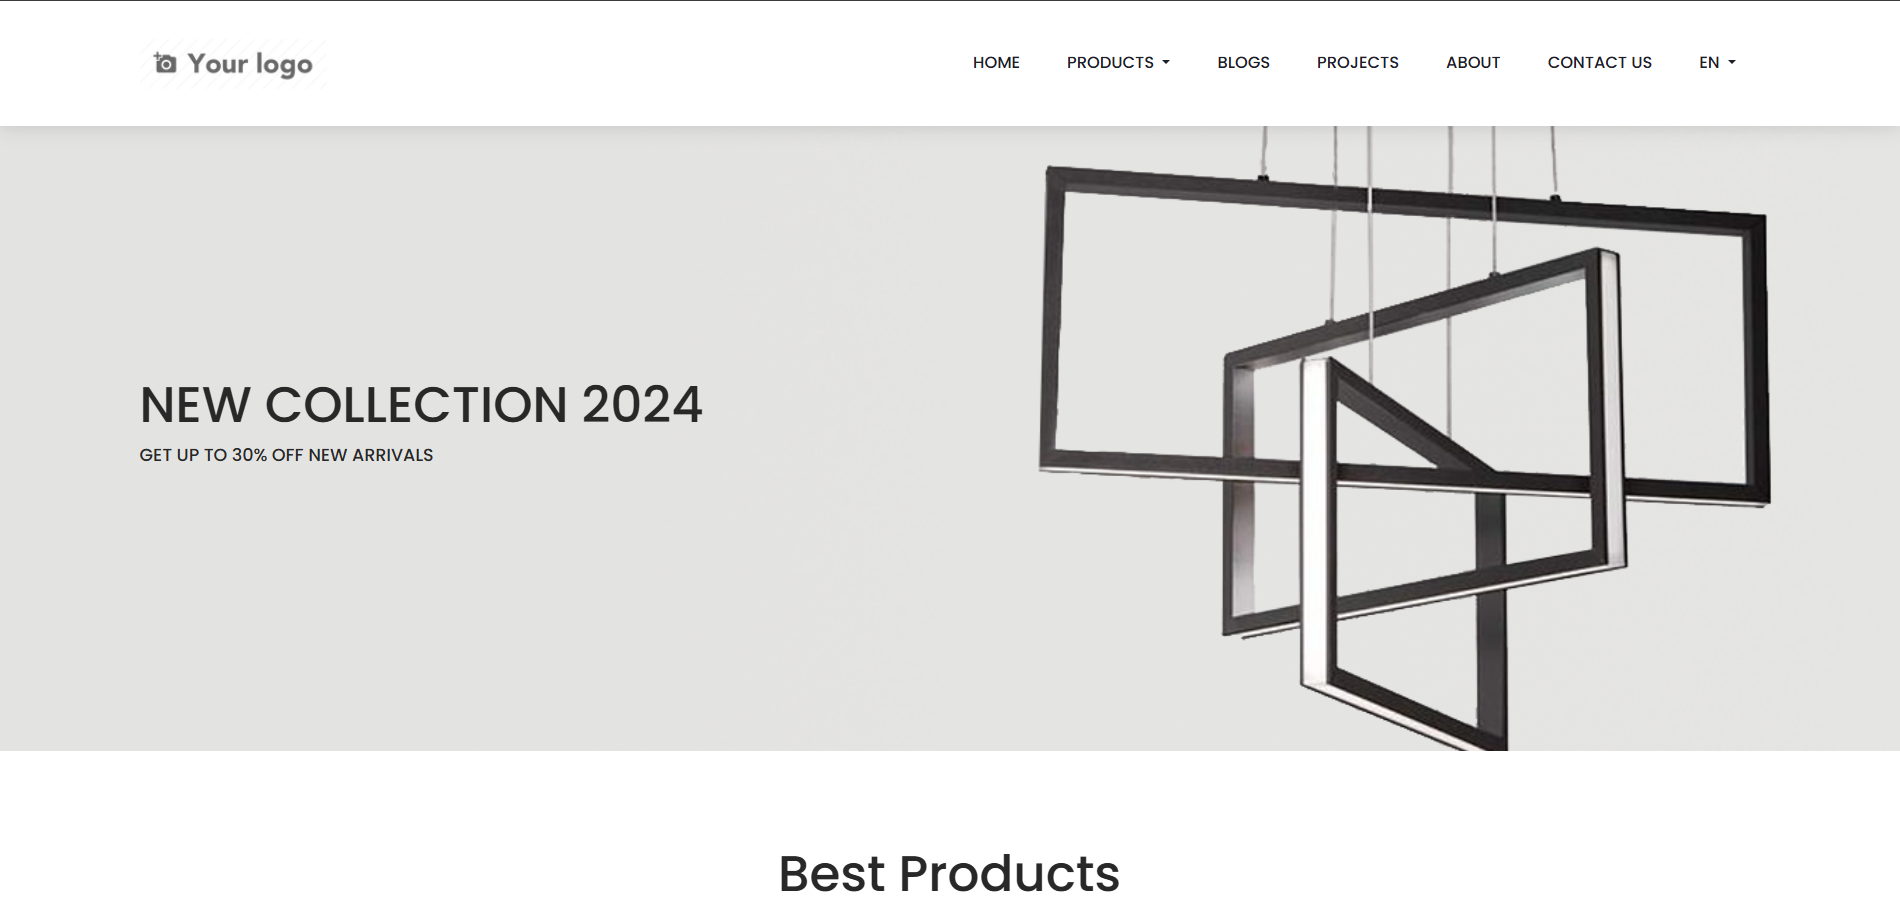 Your logo
HOME PRODUCTS BLOGS PROJECTS ABOUT CONTACT US EN
NEW COLLECTION 2024
GET UP TO 30% OFF NEW ARRIVALS
Best Products